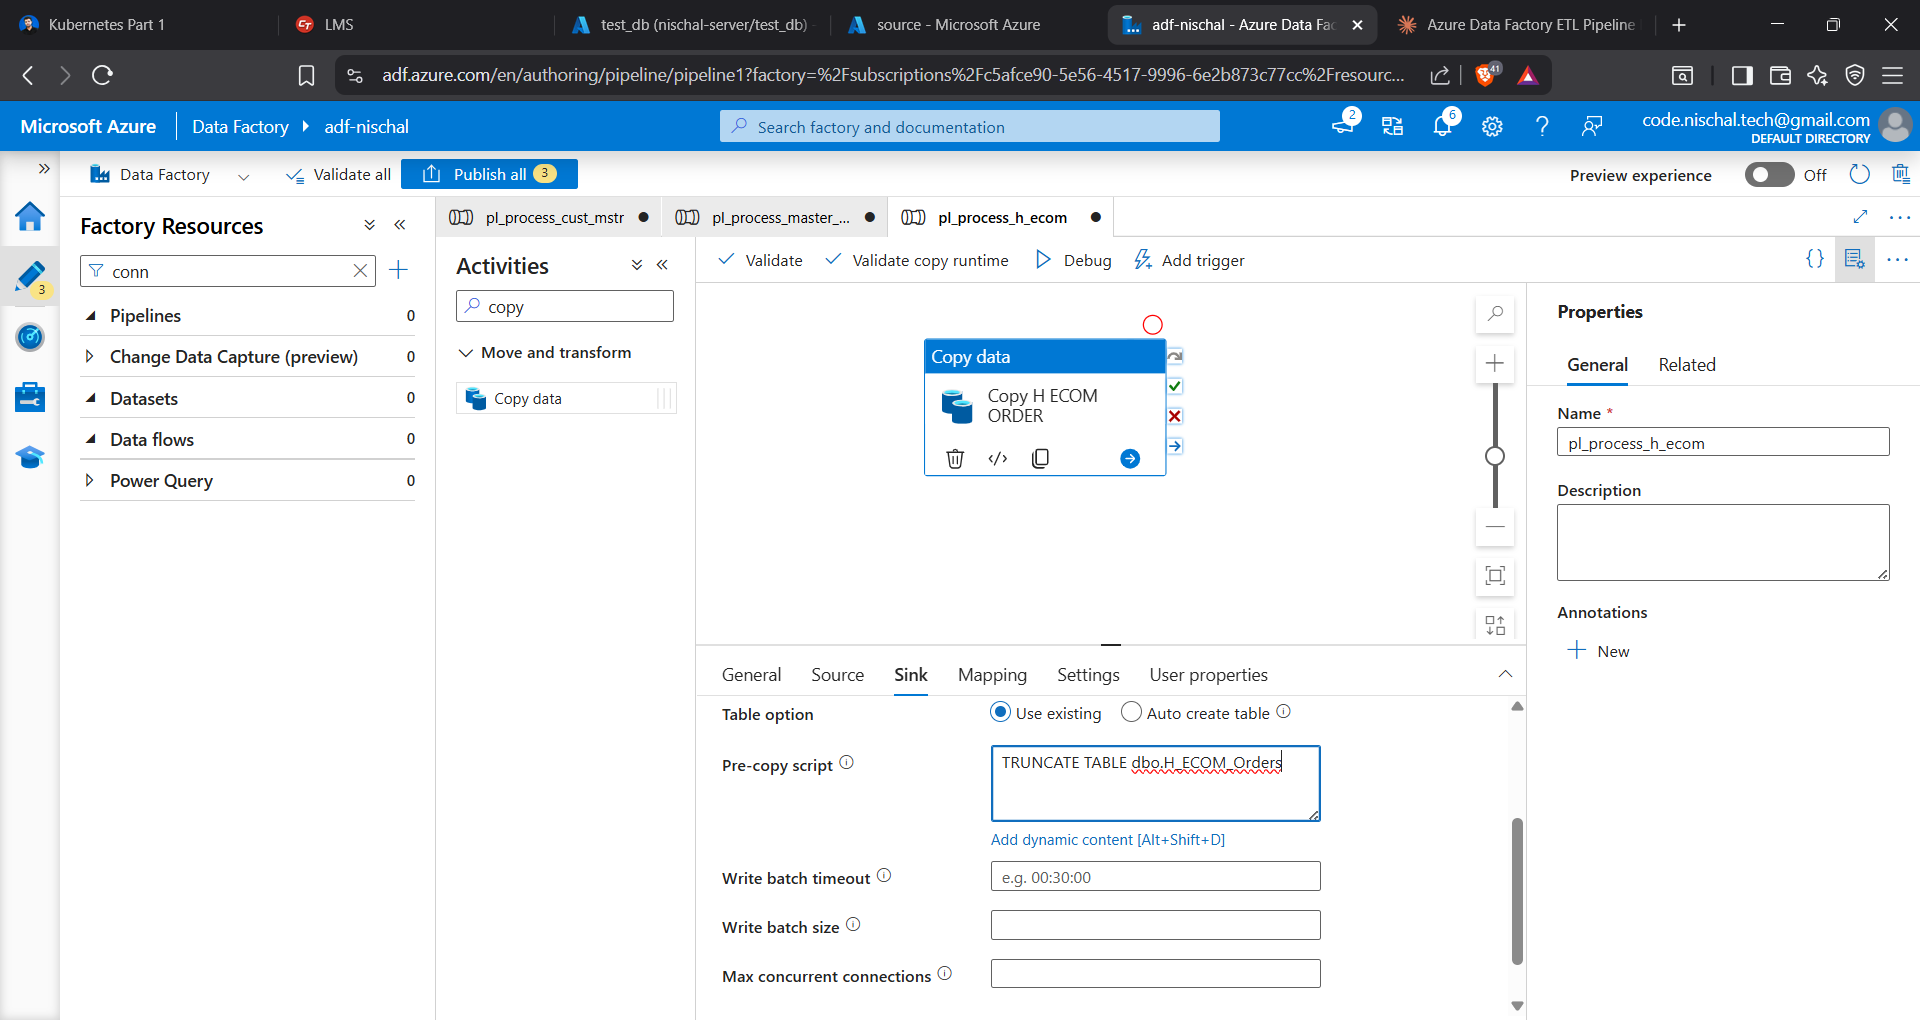 Kubernetes Part 1
LMS
test_db (nischal-server/test_db)
source - Microsoft Azure
adf-nischal - Azure Data Fac
Azure Data Factory ETL Pipeline
adf.azure.com/en/authoring/pipeline/pipeline1?factory=%2Fsubscriptions%2Fc5afce90-5e56-4517-9996-6e2b873c77cc%2Fresourc...
41
Microsoft Azure
Data Factory
adf-nischal
Search factory and documentation
2
6
code.nischal.tech@gmail.com
DEFAULT DIRECTORY
Data Factory
Validate all
Publish all
3
Preview experience
Off
Factory Resources
pl_process_cust_mstr
pl_process_master_...
pl_process_h_ecom
conn
3
Activities
Validate
Validate copy runtime
Debug
Add trigger
{}
copy
Pipelines
0
Change Data Capture (preview)
0
Datasets
0
Data flows
0
Power Query
0
Move and transform
Copy data
Copy data
Copy H ECOM
ORDER
Properties
General
Related
Name *
pl_process_h_ecom
Description
Annotations
New
General
Source
Sink
Mapping
Settings
User properties
Table option
Use existing
Auto create table
Pre-copy script
TRUNCATE TABLE dbo.H_ECOM_Orders
Add dynamic content [Alt+Shift+D]
Write batch timeout
e.g. 00:30:00
Write batch size
Max concurrent connections